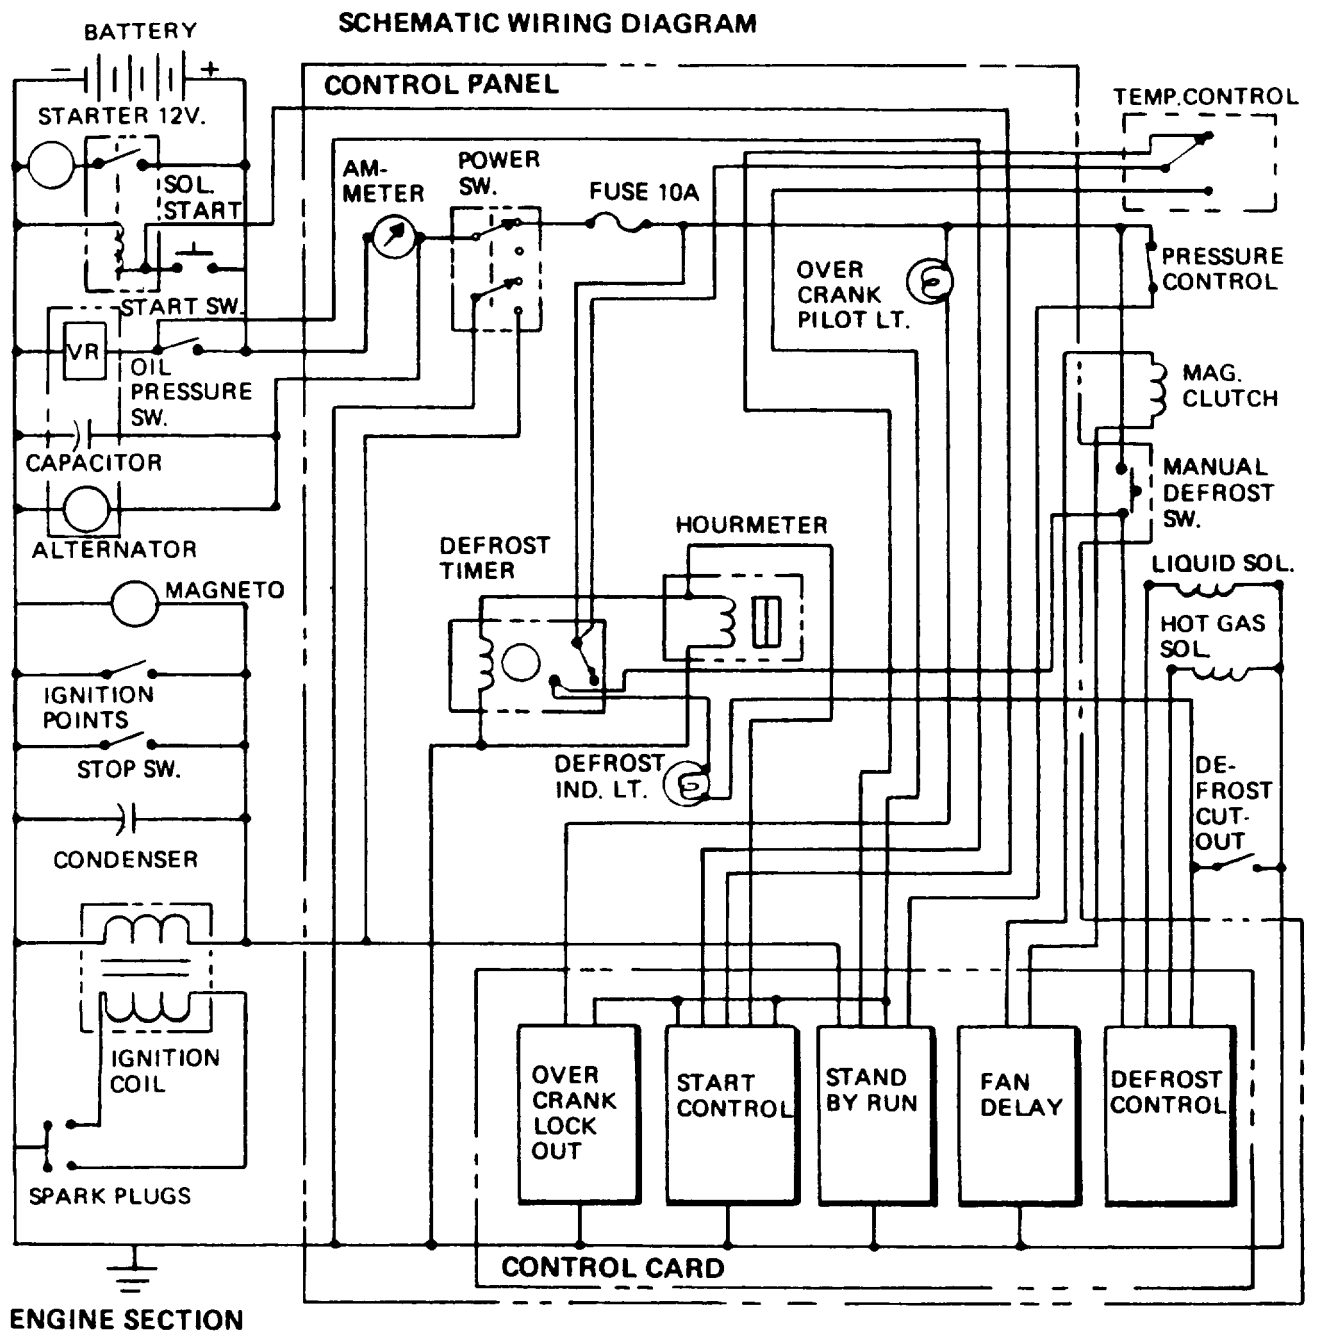 SCHEMATIC WIRING DIAGRAM
BATTERY
− +
STARTER 12V.
SOL.
START
START SW.
VR
OIL
PRESSURE
SW.
CAPACITOR
ALTERNATOR
MAGNETO
IGNITION
POINTS
STOP SW.
CONDENSER
IGNITION
COIL
SPARK PLUGS
ENGINE SECTION
CONTROL PANEL
AM-
METER
POWER
SW.
FUSE 10A
OVER
CRANK
PILOT LT.
DEFROST
TIMER
HOURMETER
DEFROST
IND. LT.
TEMP.CONTROL
PRESSURE
CONTROL
MAG.
CLUTCH
MANUAL
DEFROST
SW.
LIQUID SOL.
HOT GAS
SOL.
DE-
FROST
CUT-
OUT
OVER
CRANK
LOCK
OUT
START
CONTROL
STAND
BY RUN
FAN
DELAY
DEFROST
CONTROL
CONTROL CARD